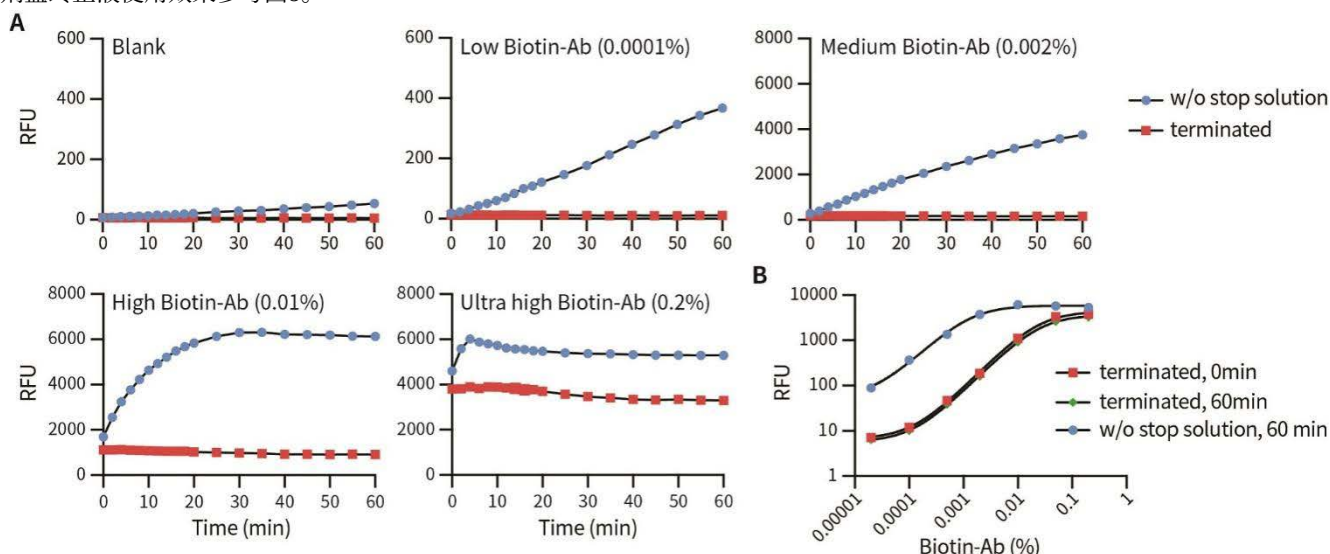 A
Blank
600
400
200
0
RFU
0 10 20 30 40 50 60
Low Biotin-Ab (0.0001%)
600
400
200
0
0 10 20 30 40 50 60
Medium Biotin-Ab (0.002%)
8000
6000
4000
2000
0
0 10 20 30 40 50 60
w/o stop solution
terminated
High Biotin-Ab (0.01%)
8000
6000
4000
2000
0
RFU
0 10 20 30 40 50 60
Time (min)
Ultra high Biotin-Ab (0.2%)
8000
6000
4000
2000
0
0 10 20 30 40 50 60
Time (min)
B
10000
1000
100
10
1
RFU
0.00001 0.0001 0.001 0.01 0.1 1
Biotin-Ab (%)
terminated, 0min
terminated, 60min
w/o stop solution, 60 min